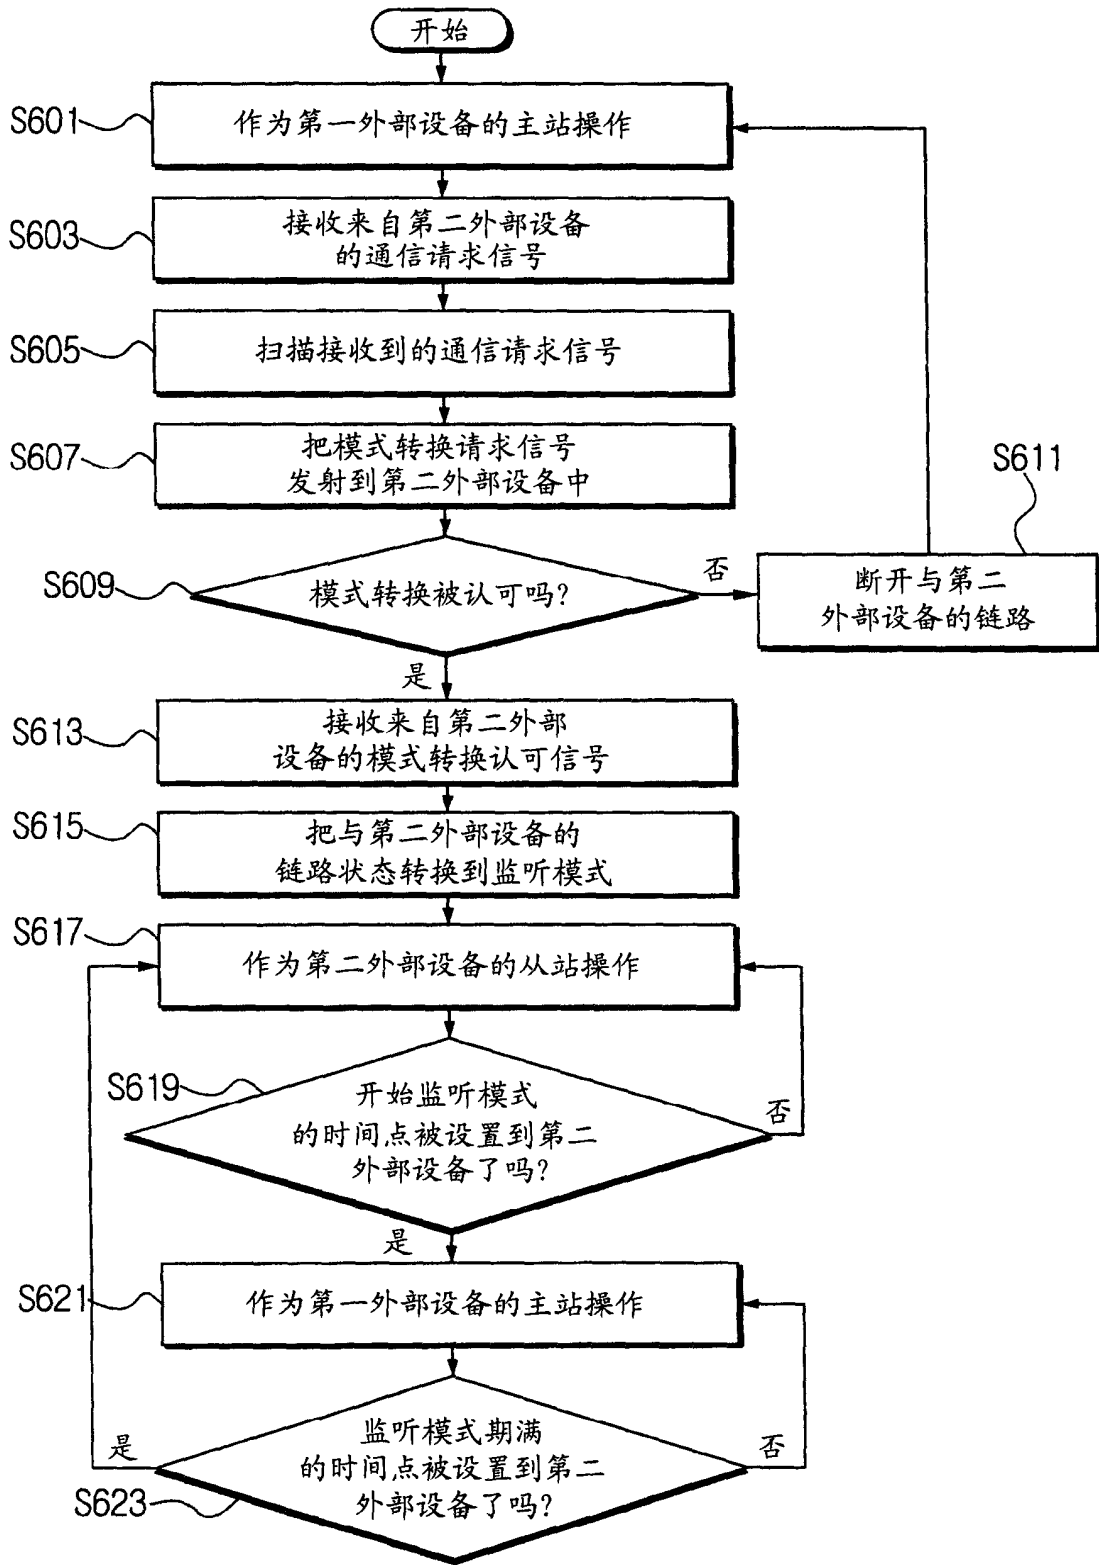 开始
S601
作为第一外部设备的主站操作
S603
接收来自第二外部设备
的通信请求信号
S605
扫描接收到的通信请求信号
S607
把模式转换请求信号
发射到第二外部设备中
S611
S609
模式转换被认可吗?
否
断开与第二
外部设备的链路
是
S613
接收来自第二外部
设备的模式转换认可信号
S615
把与第二外部设备的
链路状态转换到监听模式
S617
作为第二外部设备的从站操作
S619
开始监听模式
的时间点被设置到第二
外部设备了吗?
否
是
S621
作为第一外部设备的主站操作
监听模式期满
的时间点被设置到第二
外部设备了吗?
是
否
S623